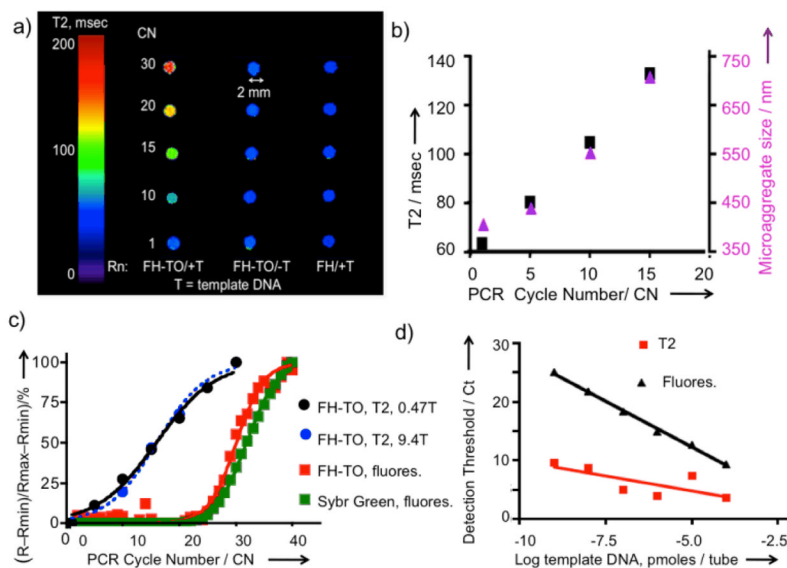 a)
T2, msec
200
100
0
CN
30
20
15
10
1
2 mm
Rn: FH-TO/+T FH-TO/-T FH/+T
T = template DNA
b)
T2 / msec
140
120
100
80
60
0 5 10 15 20
PCR Cycle Number/ CN
750
650
550
450
350
Microaggregate size / nm
c)
(R–Rmin)/Rmax–Rmin)/%
100
75
50
25
0
0 0 10 20 30 40
PCR Cycle Number / CN
FH-TO, T2, 0.47T
FH-TO, T2, 9.4T
FH-TO, fluores.
Sybr Green, fluores.
d)
T2
Fluores.
Detection Threshold / Ct
30
25
10
5
0
-10 -7.5 -5.0 -2.5
Log template DNA, pmoles / tube